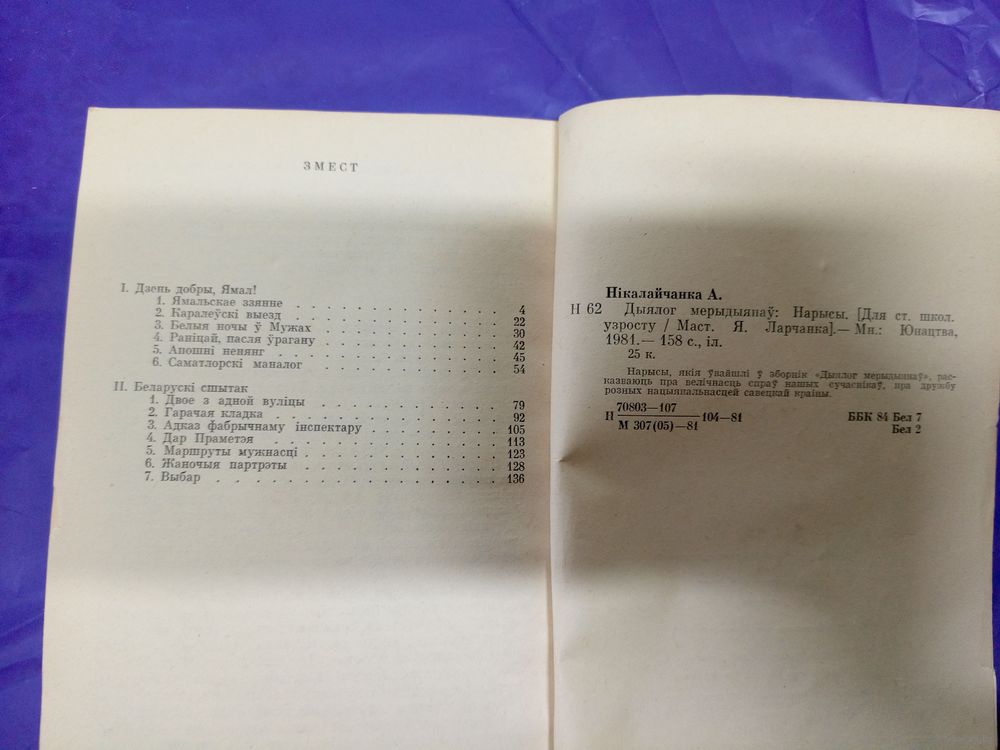 ЗМЕСТ
I. Дзень добры, Ямал!
1. Ямальскае ззянне . . . . . . . . . . . . . 4
2. Каралеўскі выезд . . . . . . . . . . . . . 22
3. Белыя ночы ў Мужах . . . . . . . . . . . . 30
4. Раніцай, пасля ўрагану . . . . . . . . . . . 42
5. Апошні ненянг . . . . . . . . . . . . . . 45
6. Саматлорскі маналог . . . . . . . . . . . . 54
II. Беларускі сшытак
1. Двое з адной вуліцы . . . . . . . . . . . . 79
2. Гарачая кладка . . . . . . . . . . . . . . 92
3. Адказ фабрычнаму інспектару . . . . . . . . 105
4. Дар Праметэя . . . . . . . . . . . . . . 113
5. Маршруты мужнасці . . . . . . . . . . . . 123
6. Жаночыя партрэты . . . . . . . . . . . . 128
7. Выбар . . . . . . . . . . . . . . . . . 136
Нікалайчанка А.
Н 62 Дыялог мерыдыянаў: Нарысы. [Для ст. школ.
узросту / Маст. Я. Ларчанка].— Мн.: Юнацтва,
1981.— 158 с., іл.
25 к.
Нарысы, якія ўвайшлі ў зборнік «Дыялог мерыдыянаў», рас-
казваюць пра велічнасць спраў нашых сучаснікаў, пра дружбу
розных нацыянальнасцей савецкай краіны.
Н 70803—107 / М 307(05)—81 104—81
ББК 84 Бел 7
Бел 2